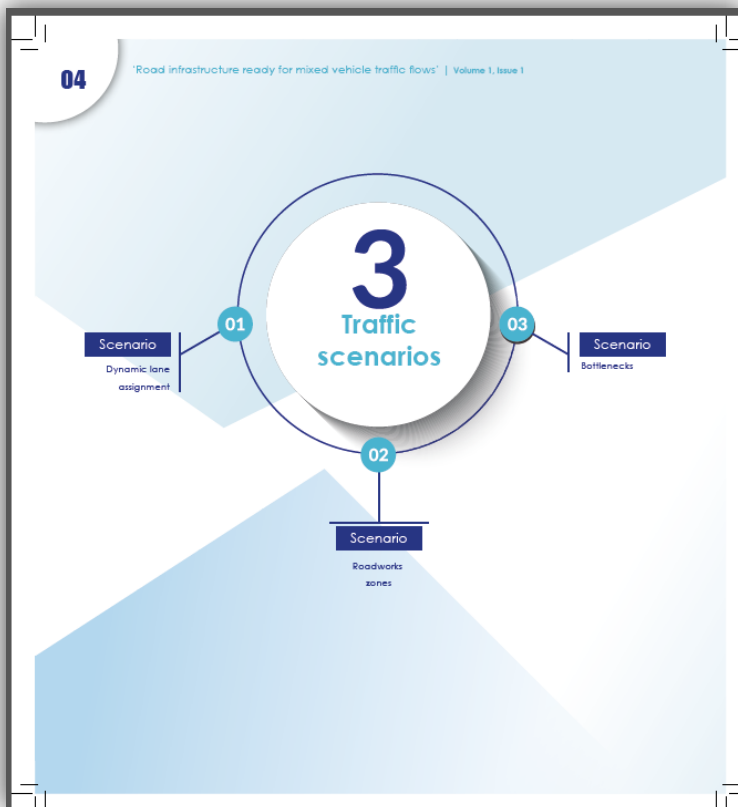 04
‘Road infrastructure ready for mixed vehicle traffic flows’ | Volume 1, Issue 1
3
Traffic
scenarios
01
Scenario
Dynamic lane
assignment
02
Scenario
Roadworks
zones
03
Scenario
Bottlenecks